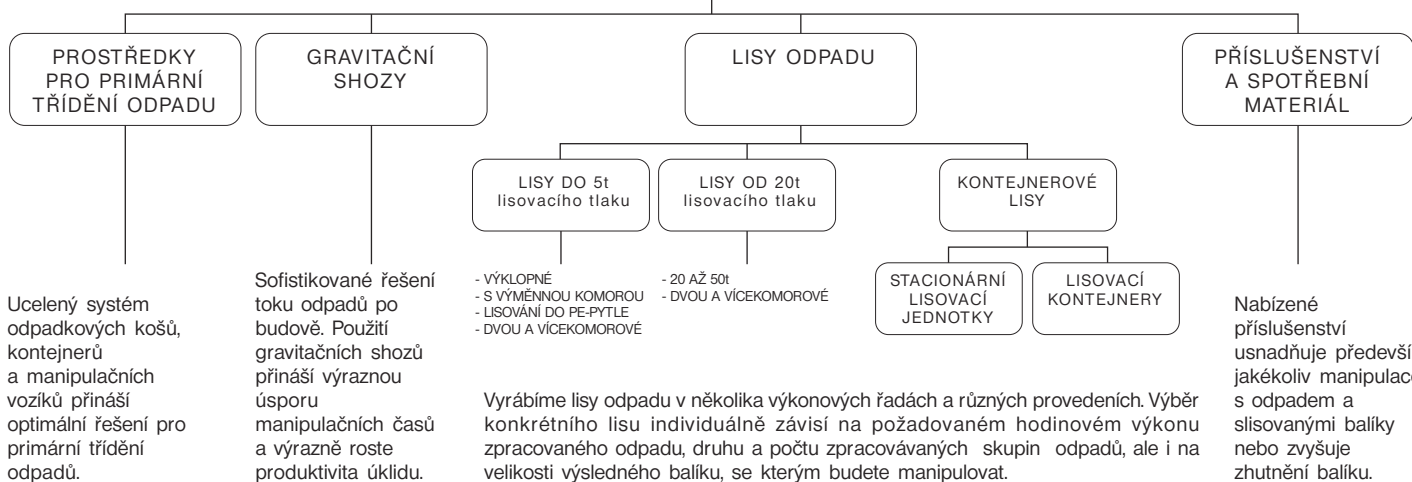 PROSTŘEDKY
PRO PRIMÁRNÍ
TŘÍDĚNÍ ODPADU
GRAVITAČNÍ
SHOZY
LISY ODPADU
PŘÍSLUŠENSTVÍ
A SPOTŘEBNÍ
MATERIÁL
LISY DO 5t
lisovacího tlaku
LISY OD 20t
lisovacího tlaku
KONTEJNEROVÉ
LISY
- VÝKLOPNÉ
- S VÝMĚNNOU KOMOROU
- LISOVÁNÍ DO PE-PYTLE
- DVOU A VÍCEKOMOROVÉ
- 20 AŽ 50t
- DVOU A VÍCEKOMOROVÉ
STACIONÁRNÍ
LISOVACÍ
JEDNOTKY
LISOVACÍ
KONTEJNERY
Ucelený systém
odpadkových košů,
kontejnerů
a manipulačních
vozíků přináší
optimální řešení pro
primární třídění
odpadů.
Sofistikované řešení
toku odpadů po
budově. Použití
gravitačních shozů
přináší výraznou
úsporu
manipulačních časů
a výrazně roste
produktivita úklidu.
Vyrábíme lisy odpadu v několika výkonových řadách a různých provedeních. Výběr
konkrétního lisu individuálně závisí na požadovaném hodinovém výkonu
zpracovaného odpadu, druhu a počtu zpracovávaných skupin odpadů, ale i na
velikosti výsledného balíku, se kterým budete manipulovat.
Nabízené
příslušenství
usnadňuje předevší
jakékoliv manipulac
s odpadem a
slisovanými balíky
nebo zvyšuje
zhutnění balíku.